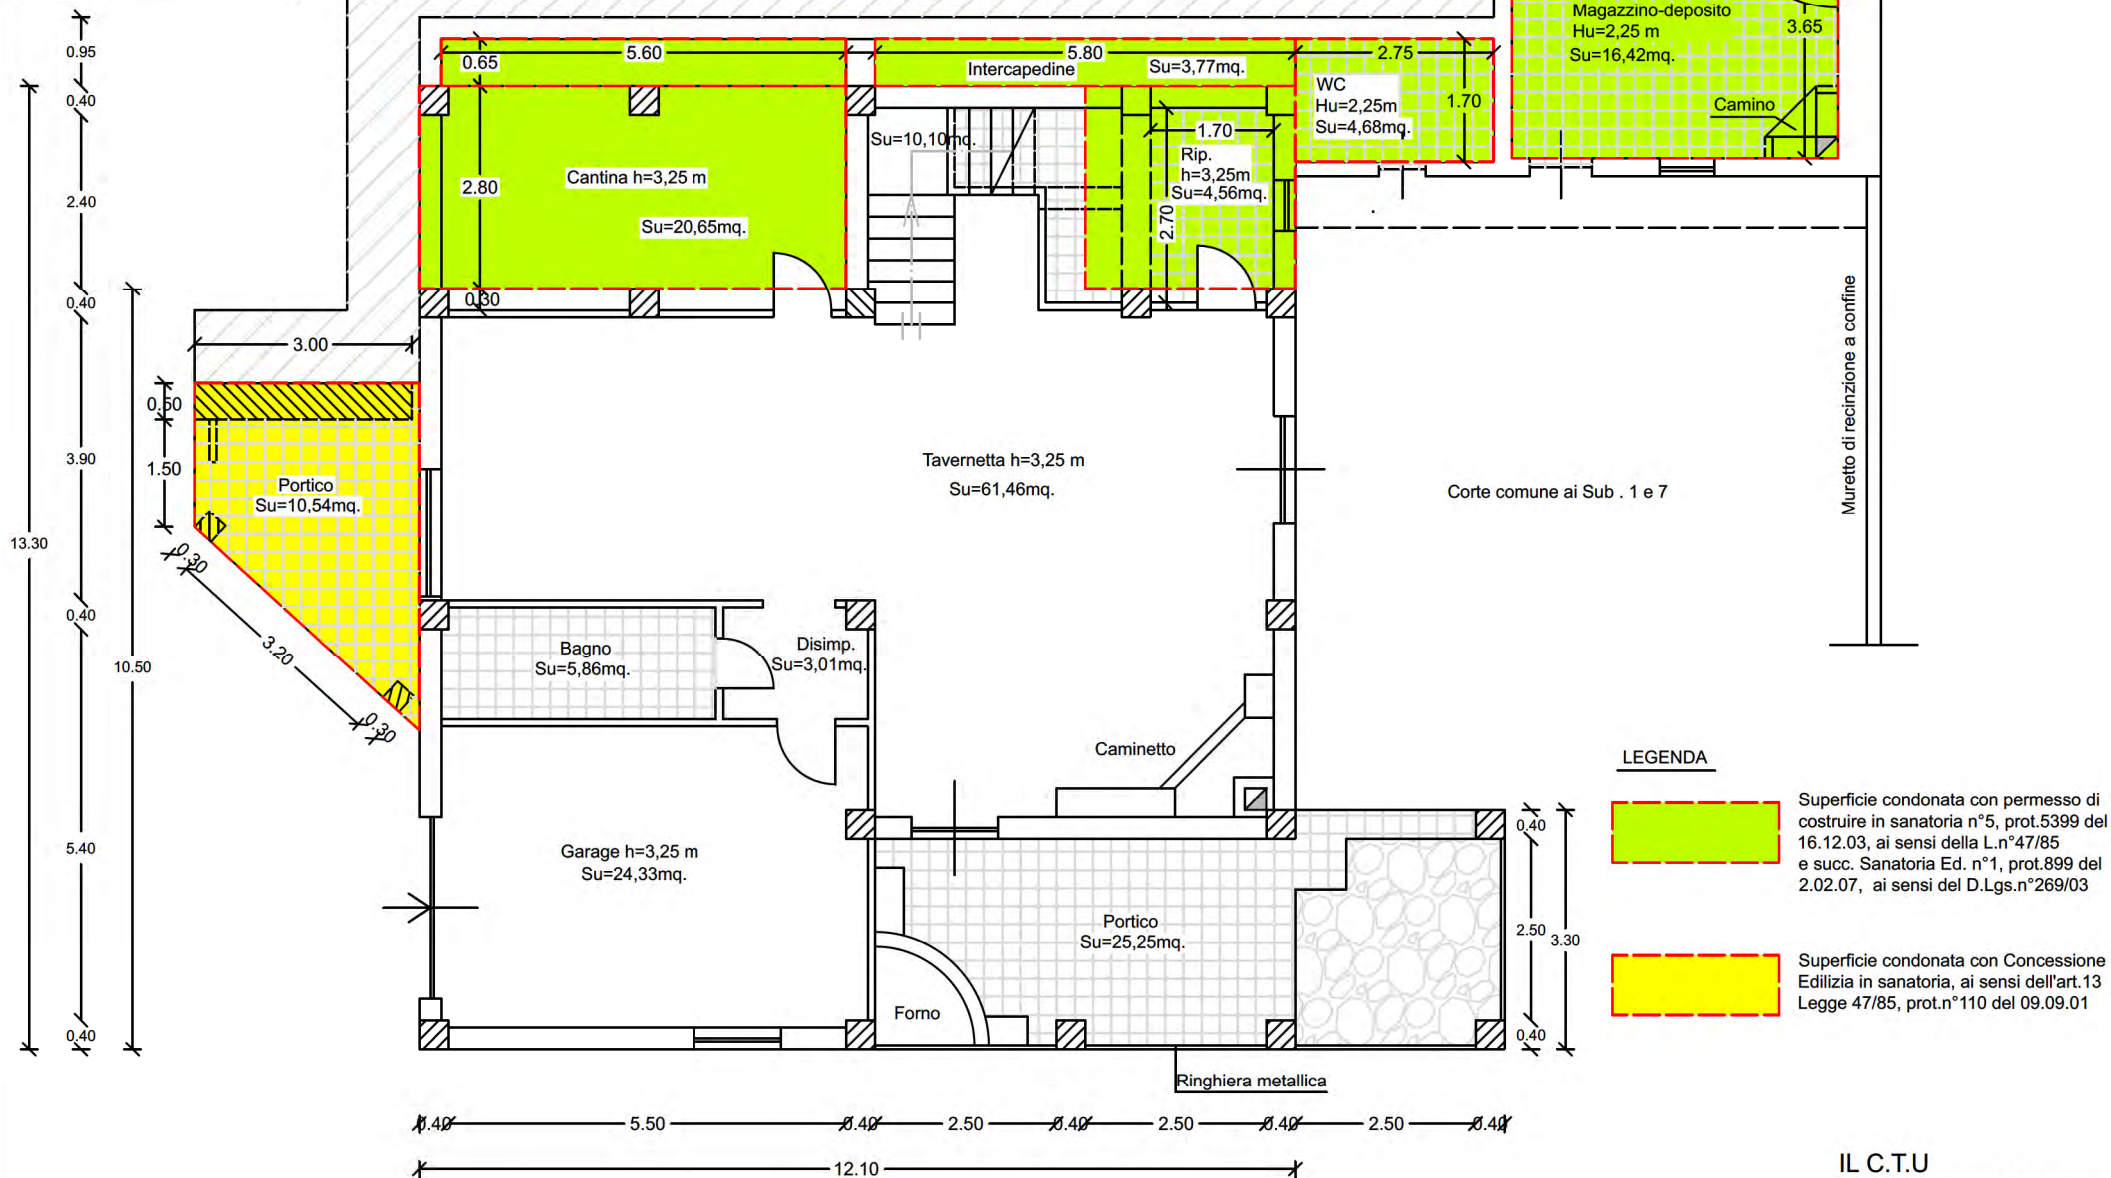 Magazzino-deposito
Hu=2,25 m
Su=16,42mq.
3.65
0.95
0.65
5.60
5.80
2.75
Intercapedine
Su=3,77mq.
WC
Hu=2,25m
Su=4,68mq.
1.70
Camino
0.40
Su=10,10mq.
1.70
Rip.
h=3,25m
Su=4,56mq.
2.70
Cantina h=3,25 m
2.80
2.40
Su=20,65mq.
0.40
0.30
3.00
0.50
1.50
3.90
Portico
Su=10,54mq.
Tavernetta h=3,25 m
Su=61,46mq.
Corte comune ai Sub . 1 e 7
Muretto di recinzione a confine
13.30
0.30
3.20
0.30
0.40
10.50
Bagno
Su=5,86mq.
Disimp.
Su=3,01mq.
Caminetto
5.40
Garage h=3,25 m
Su=24,33mq.
0.40
2.50
3.30
0.40
Portico
Su=25,25mq.
Forno
0.40
Ringhiera metallica
0.40
5.50
0.40
2.50
0.40
2.50
0.40
2.50
0.40
12.10
LEGENDA
Superficie condonata con permesso di
costruire in sanatoria n°5, prot.5399 del
16.12.03, ai sensi della L.n°47/85
e succ. Sanatoria Ed. n°1, prot.899 del
2.02.07, ai sensi del D.Lgs.n°269/03
Superficie condonata con Concessione
Edilizia in sanatoria, ai sensi dell'art.13
Legge 47/85, prot.n°110 del 09.09.01
IL C.T.U